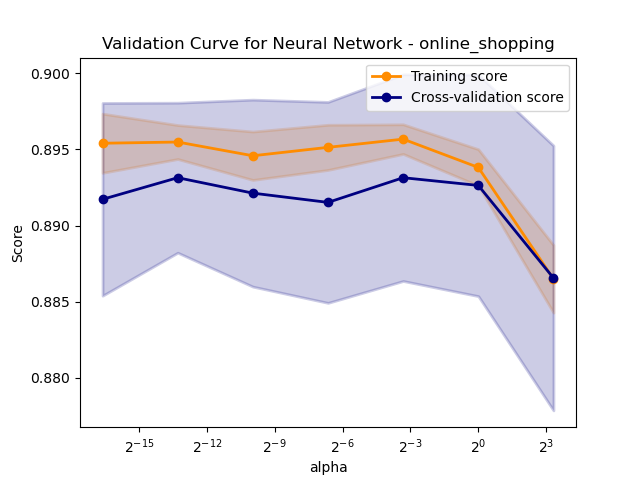 Validation Curve for Neural Network - online_shopping
Training score
Cross-validation score
0.900
0.895
0.890
0.885
0.880
Score
2^-15 2^-12 2^-9 2^-6 2^-3 2^0 2^3
alpha